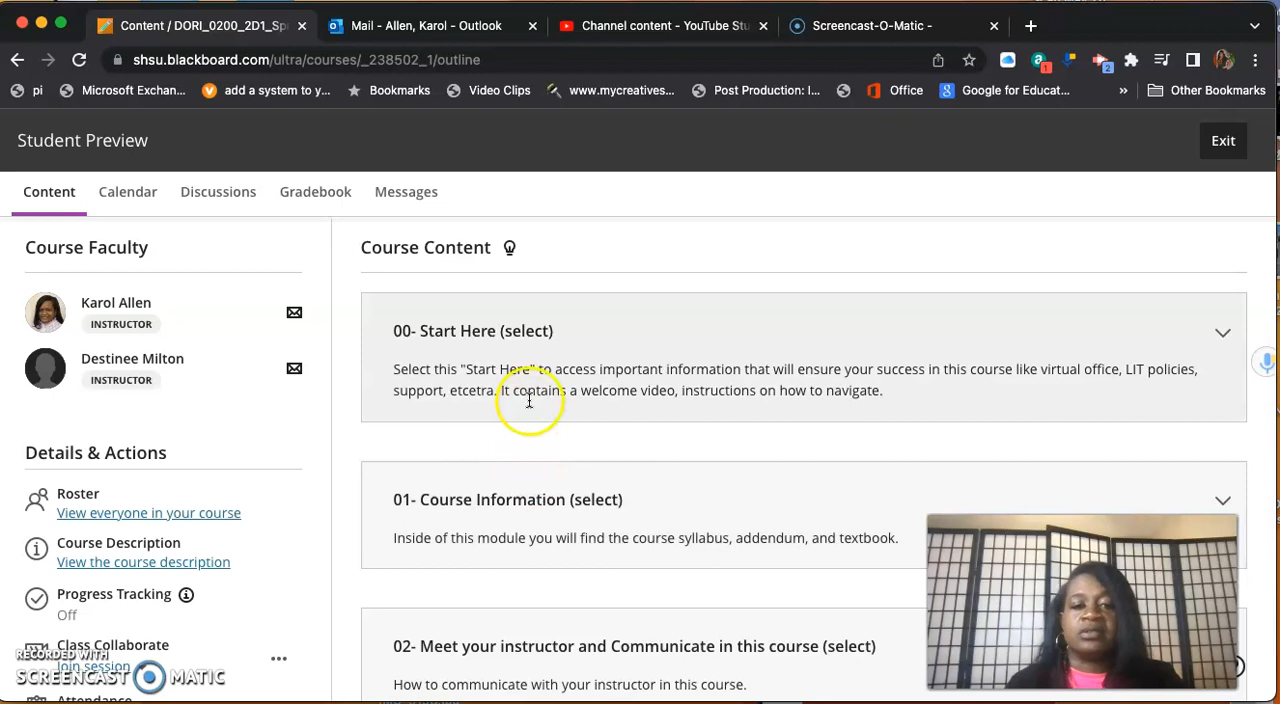 Content / DORI_0200_2D1_Sp
Mail - Allen, Karol - Outlook
Channel content - YouTube Stu
Screencast-O-Matic -
shsu.blackboard.com/ultra/courses/_238502_1/outline
1
2
pi
Microsoft Exchan...
add a system to y...
Bookmarks
Video Clips
www.mycreatives...
Post Production: I...
Office
Google for Educat...
»
Other Bookmarks
Student Preview
Exit
Content
Calendar
Discussions
Gradebook
Messages
Course Faculty
Karol Allen
INSTRUCTOR
Destinee Milton
INSTRUCTOR
Details & Actions
Roster
View everyone in your course
Course Description
View the course description
Progress Tracking
Off
Class Collaborate
Join session
Attendance
RECORDED WITH
SCREENCAST MATIC
Course Content
00- Start Here (select)
Select this "Start Here" to access important information that will ensure your success in this course like virtual office, LIT policies,
support, etcetra. It contains a welcome video, instructions on how to navigate.
01- Course Information (select)
Inside of this module you will find the course syllabus, addendum, and textbook.
02- Meet your instructor and Communicate in this course (select)
How to communicate with your instructor in this course.